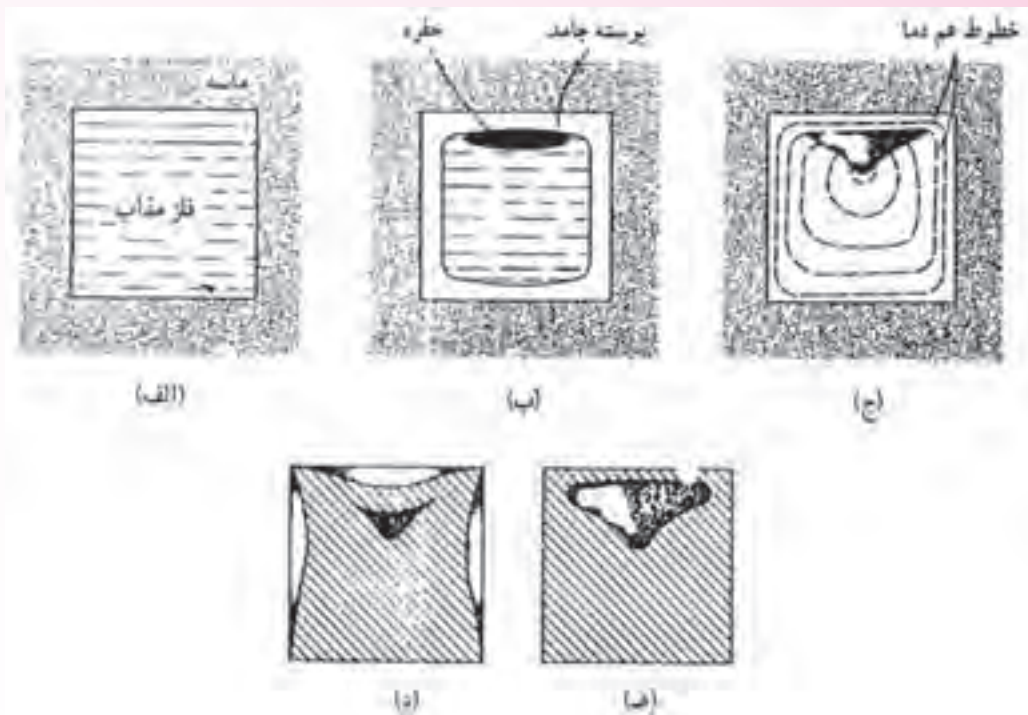 خطوط هم دما
پوسته جامد
حفره
ماسه
فلز مذاب
(الف)
(ب)
(ج)
(د)
(ه)